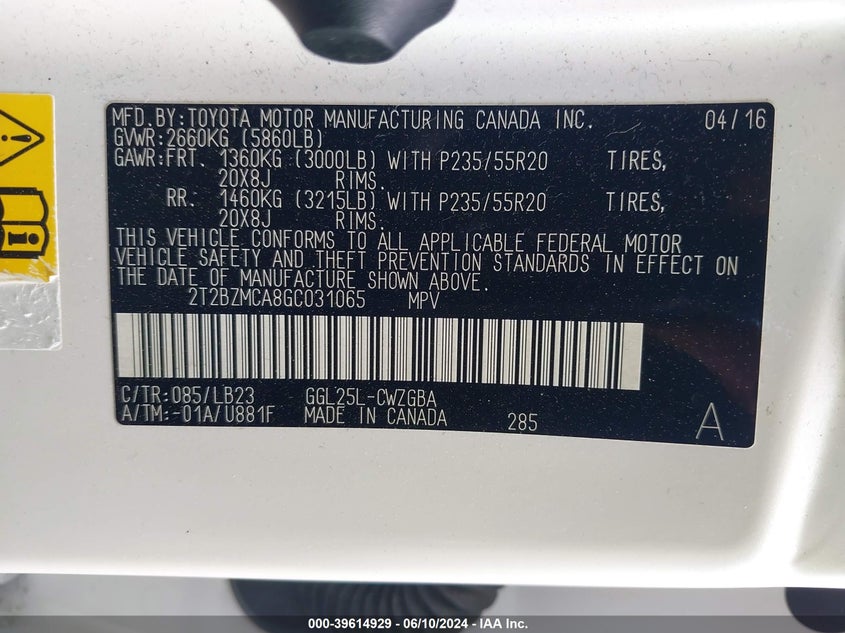 MFD.BY:TOYOTA MOTOR MANUFACTURING CANADA INC. 04/16
GVWR:2660KG (5860LB)
GAWR:FRT. 1360KG (3000LB) WITH P235/55R20 TIRES,
20X8J RIMS.
RR. 1460KG (3215LB) WITH P235/55R20 TIRES,
20X8J RIMS.
THIS VEHICLE CONFORMS TO ALL APPLICABLE FEDERAL MOTOR
VEHICLE SAFETY AND THEFT PREVENTION STANDARDS IN EFFECT ON
THE DATE OF MANUFACTURE SHOWN ABOVE.
2T2BZMCA8GC031065 MPV
C/TR:085/LB23 GGL25L-CWZGBA
A/TM:-01A/U881F MADE IN CANADA 285 A
000-39614929 - 06/10/2024 - IAA Inc.